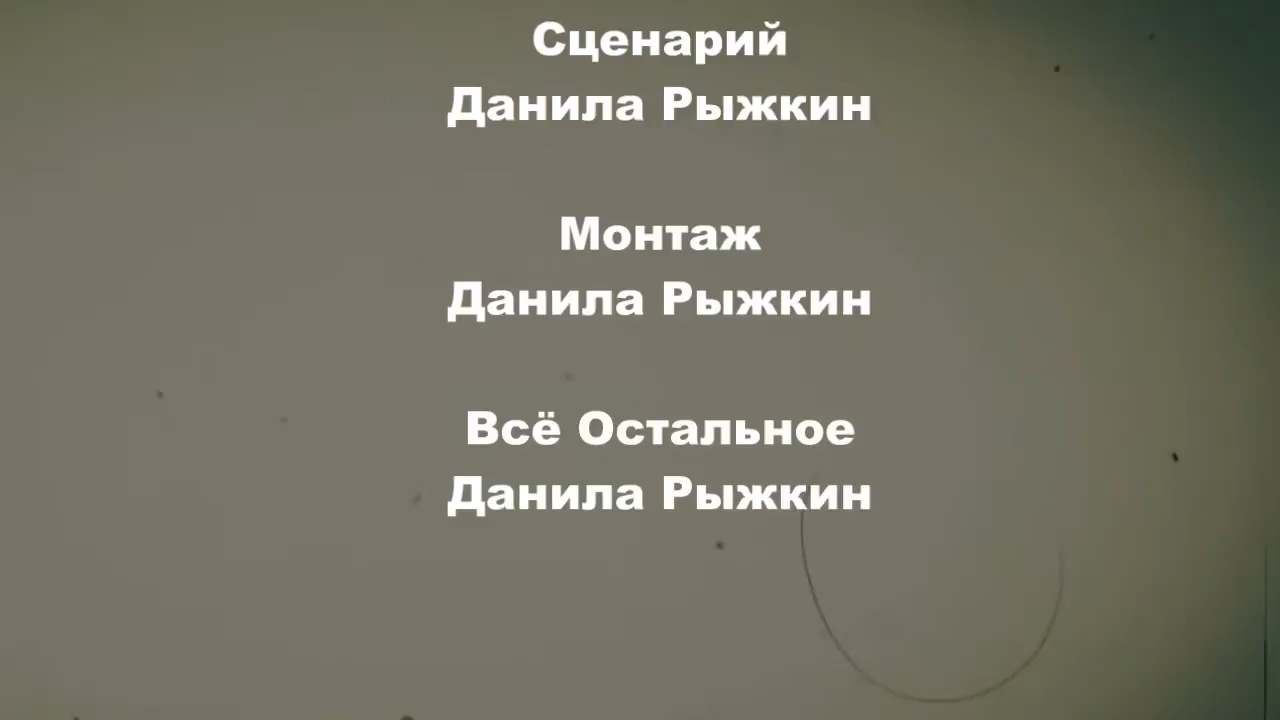 Сценарий
Данила Рыжкин
Монтаж
Данила Рыжкин
Всё Остальное
Данила Рыжкин